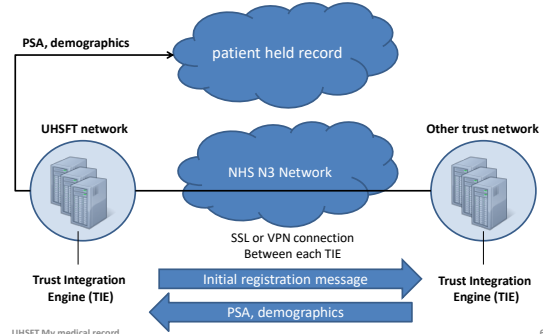 PSA, demographics
patient held record
UHSFT network
Other trust network
NHS N3 Network
SSL or VPN connection
Between each TIE
Trust Integration
Engine (TIE)
Initial registration message
Trust Integration
Engine (TIE)
PSA, demographics
UHSFT My medical record
6